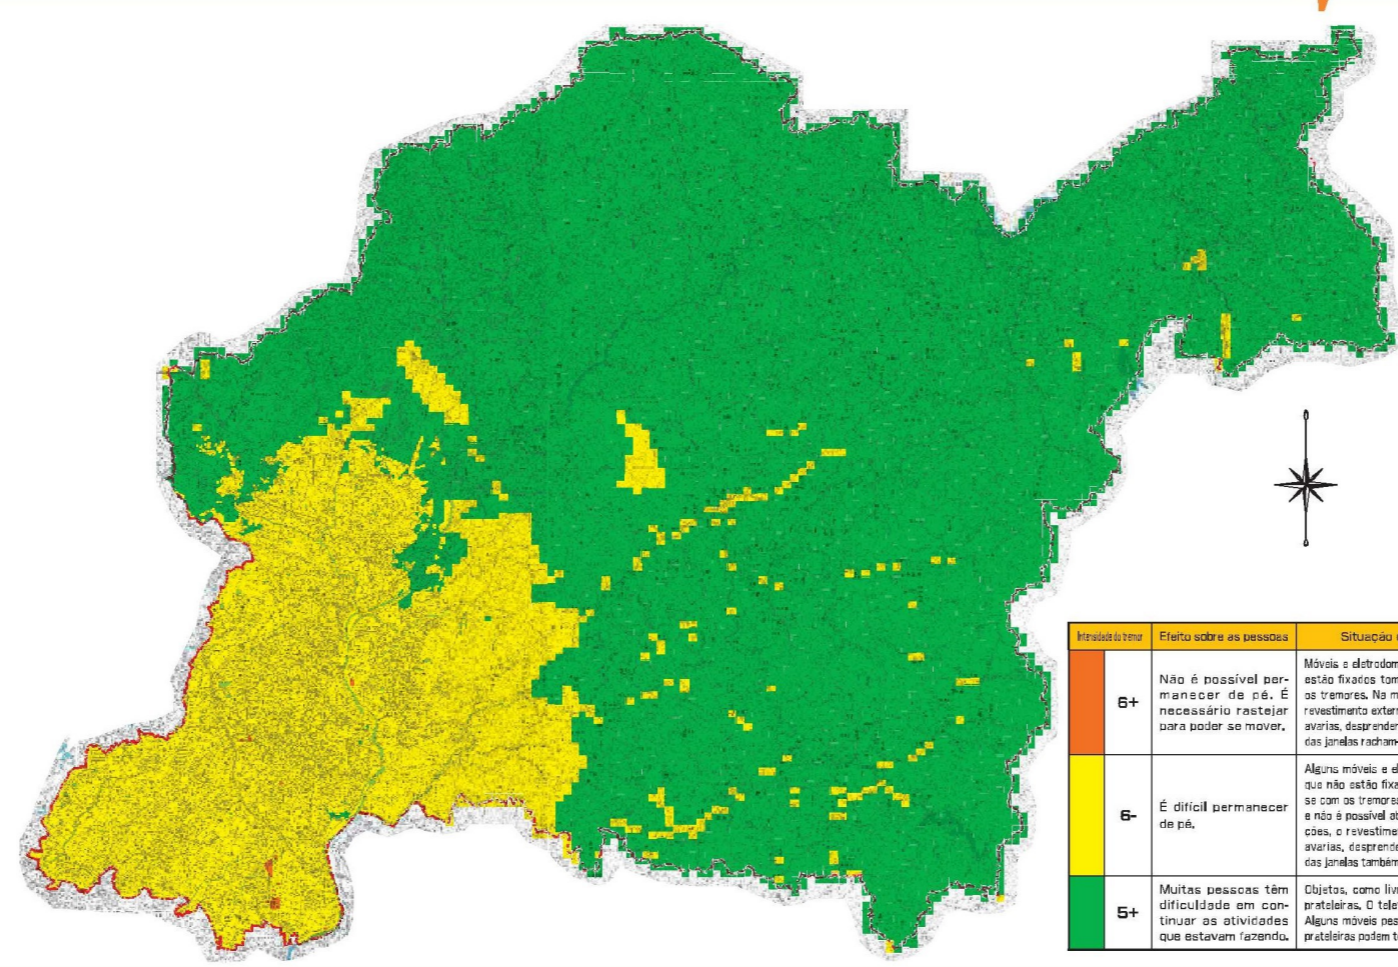 Intensidade do tremor
Efeito sobre as pessoas
Situação
6+
Não é possível per-
manecer de pé. É
necessário rastejar
para poder se mover.
Móveis e eletrodom
estão fixados tom
os tremores. Na m
revestimento exter
avarias, desprender
das janelas racham-
6-
É difícil permanecer
de pé.
Alguns móveis e el
que não estão fixa
se com os tremores
e não é possível ab
ções, o revestime
avarias, desprende
das janelas também
5+
Muitas pessoas têm
dificuldade em con-
tinuar as atividades
que estavam fazendo.
Objetos, como livr
prateleiras. O tele
Alguns móveis pes
prateleiras podem t